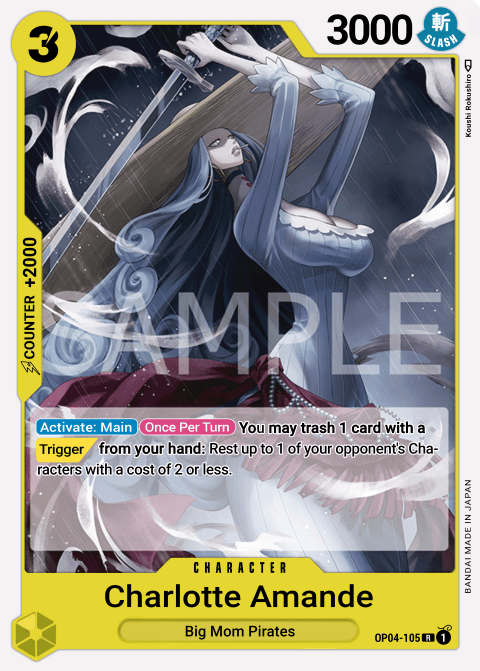 3
3000
斬
SLASH
Koushi Rokushiro
COUNTER +2000
SAMPLE
Activate: Main Once Per Turn You may trash 1 card with a
Trigger from your hand: Rest up to 1 of your opponent's Cha-
racters with a cost of 2 or less.
BANDAI MADE IN JAPAN
CHARACTER
Charlotte Amande
Big Mom Pirates
OP04-105 R 1